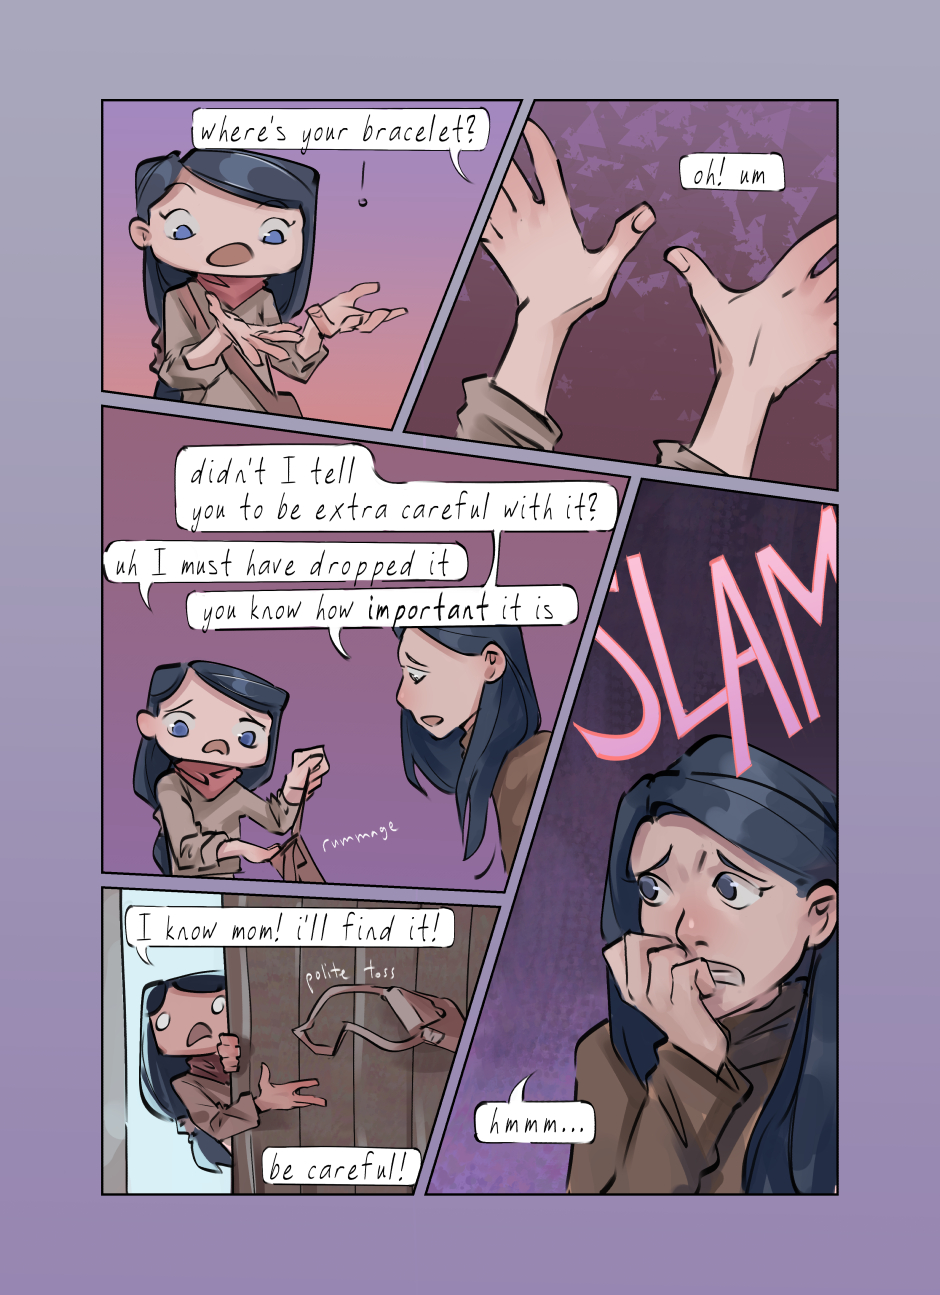 where's your bracelet?
!
oh! um
didn't I tell
you to be extra careful with it?
uh I must have dropped it
you know how important it is
rummage
SLAM
I know mom! i'll find it!
polite toss
be careful!
hmmm...